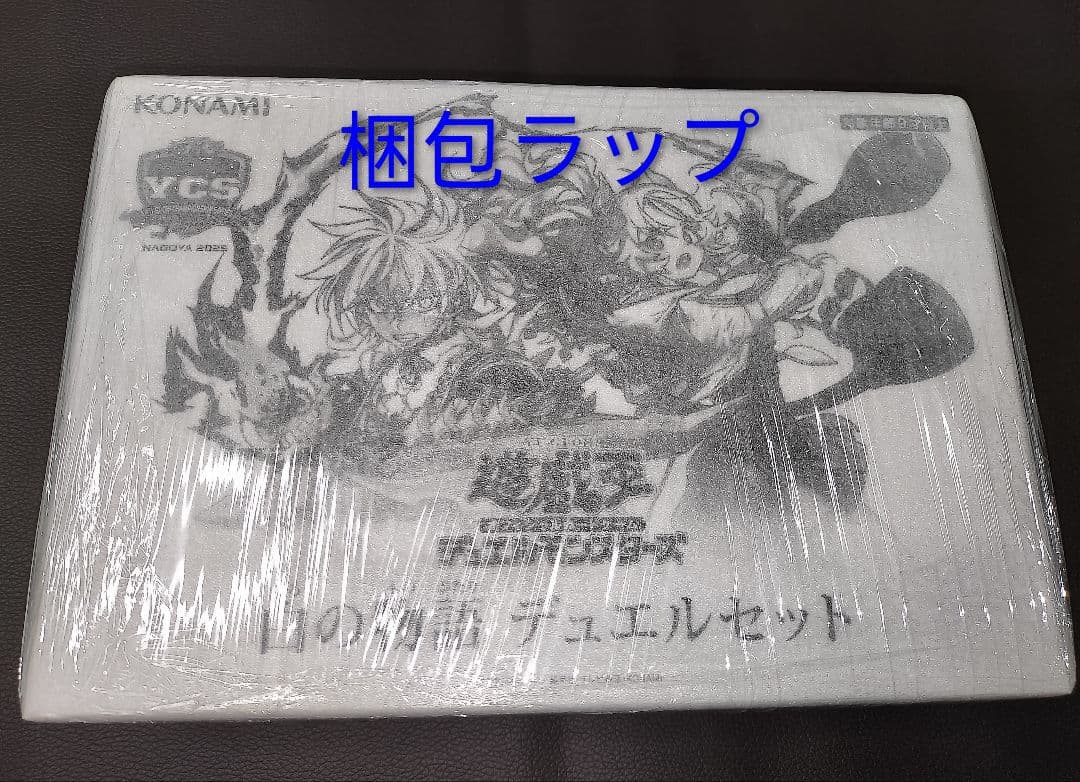 梱包ラップ
KONAMI
YCS
NAGOYA 2025
遊戯王
デュエルモンスターズ
白の物語 デュエルセット